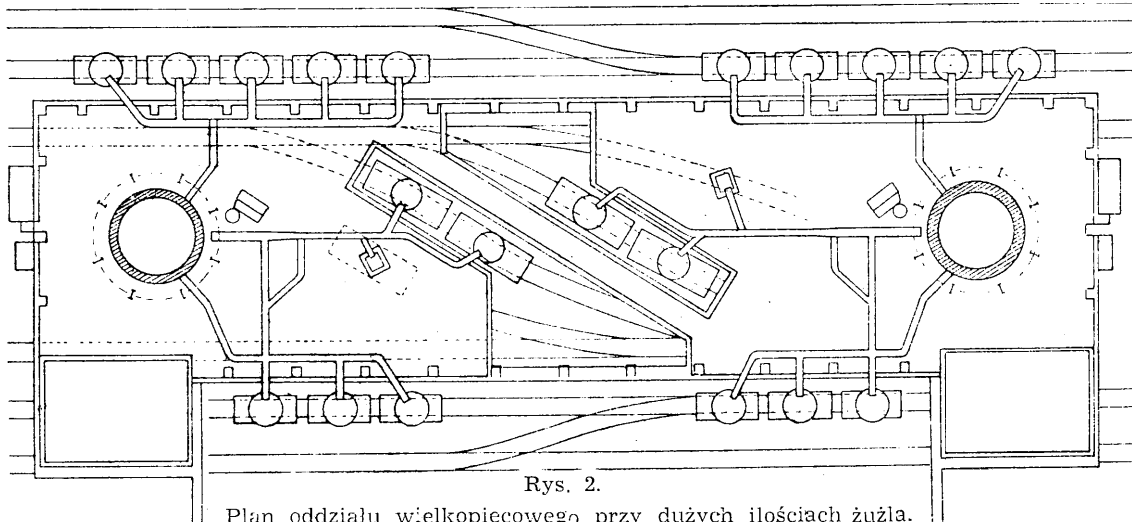 Rys. 2.
Plan oddziału wielkopiecowego przy dużych ilościach żużla.